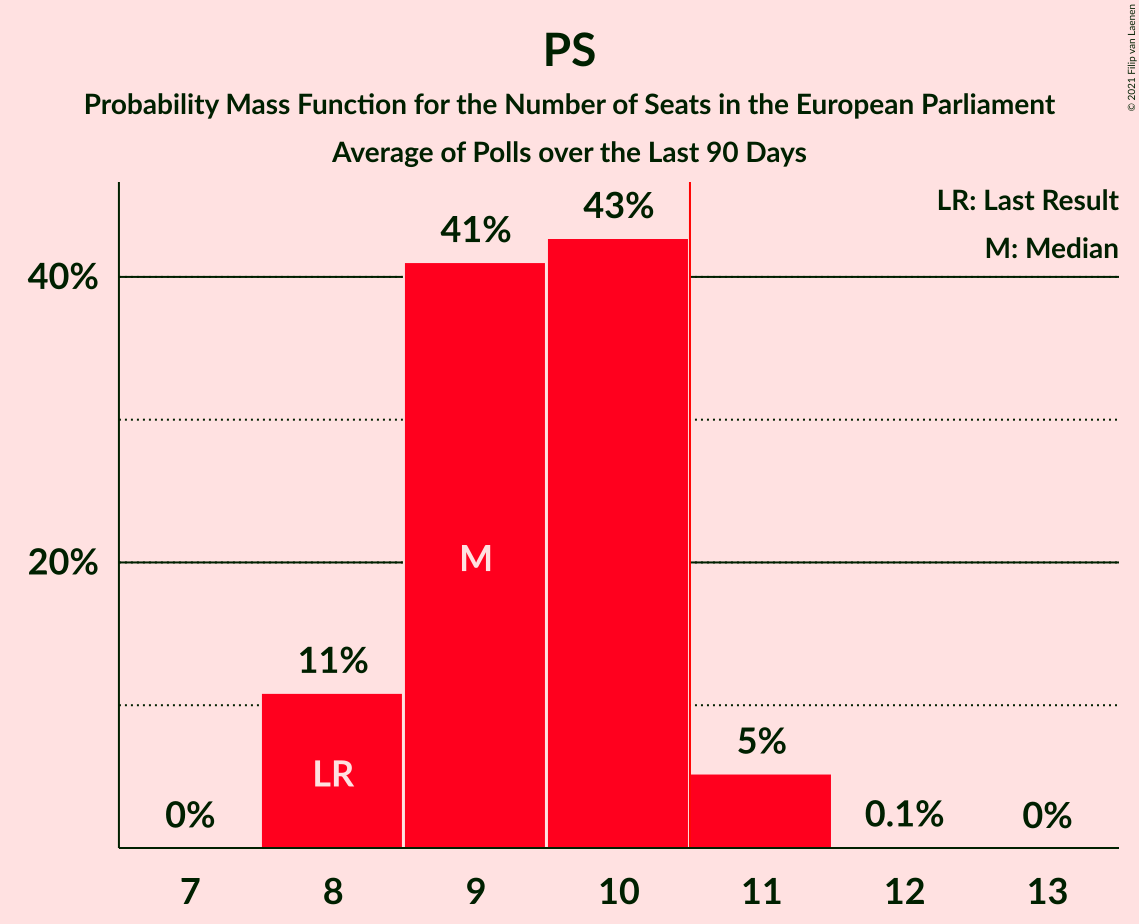 PS
Probability Mass Function for the Number of Seats in the European Parliament
Average of Polls over the Last 90 Days
© 2021 Filip van Laenen
LR: Last Result
M: Median
40%
20%
0%
11%
41%
43%
5%
0.1%
0%
LR
M
7 8 9 10 11 12 13